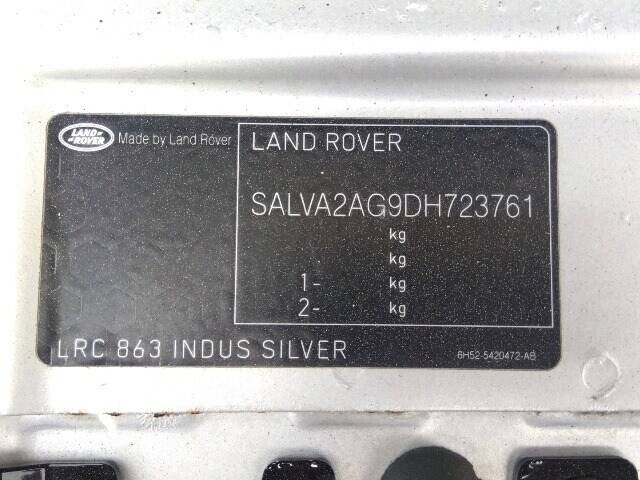 LAND-
-ROVER
Made by Land Rover
LAND ROVER
SALVA2AG9DH723761
kg
kg
1- kg
2- kg
LRC 863 INDUS SILVER
6H52-5420472-AB